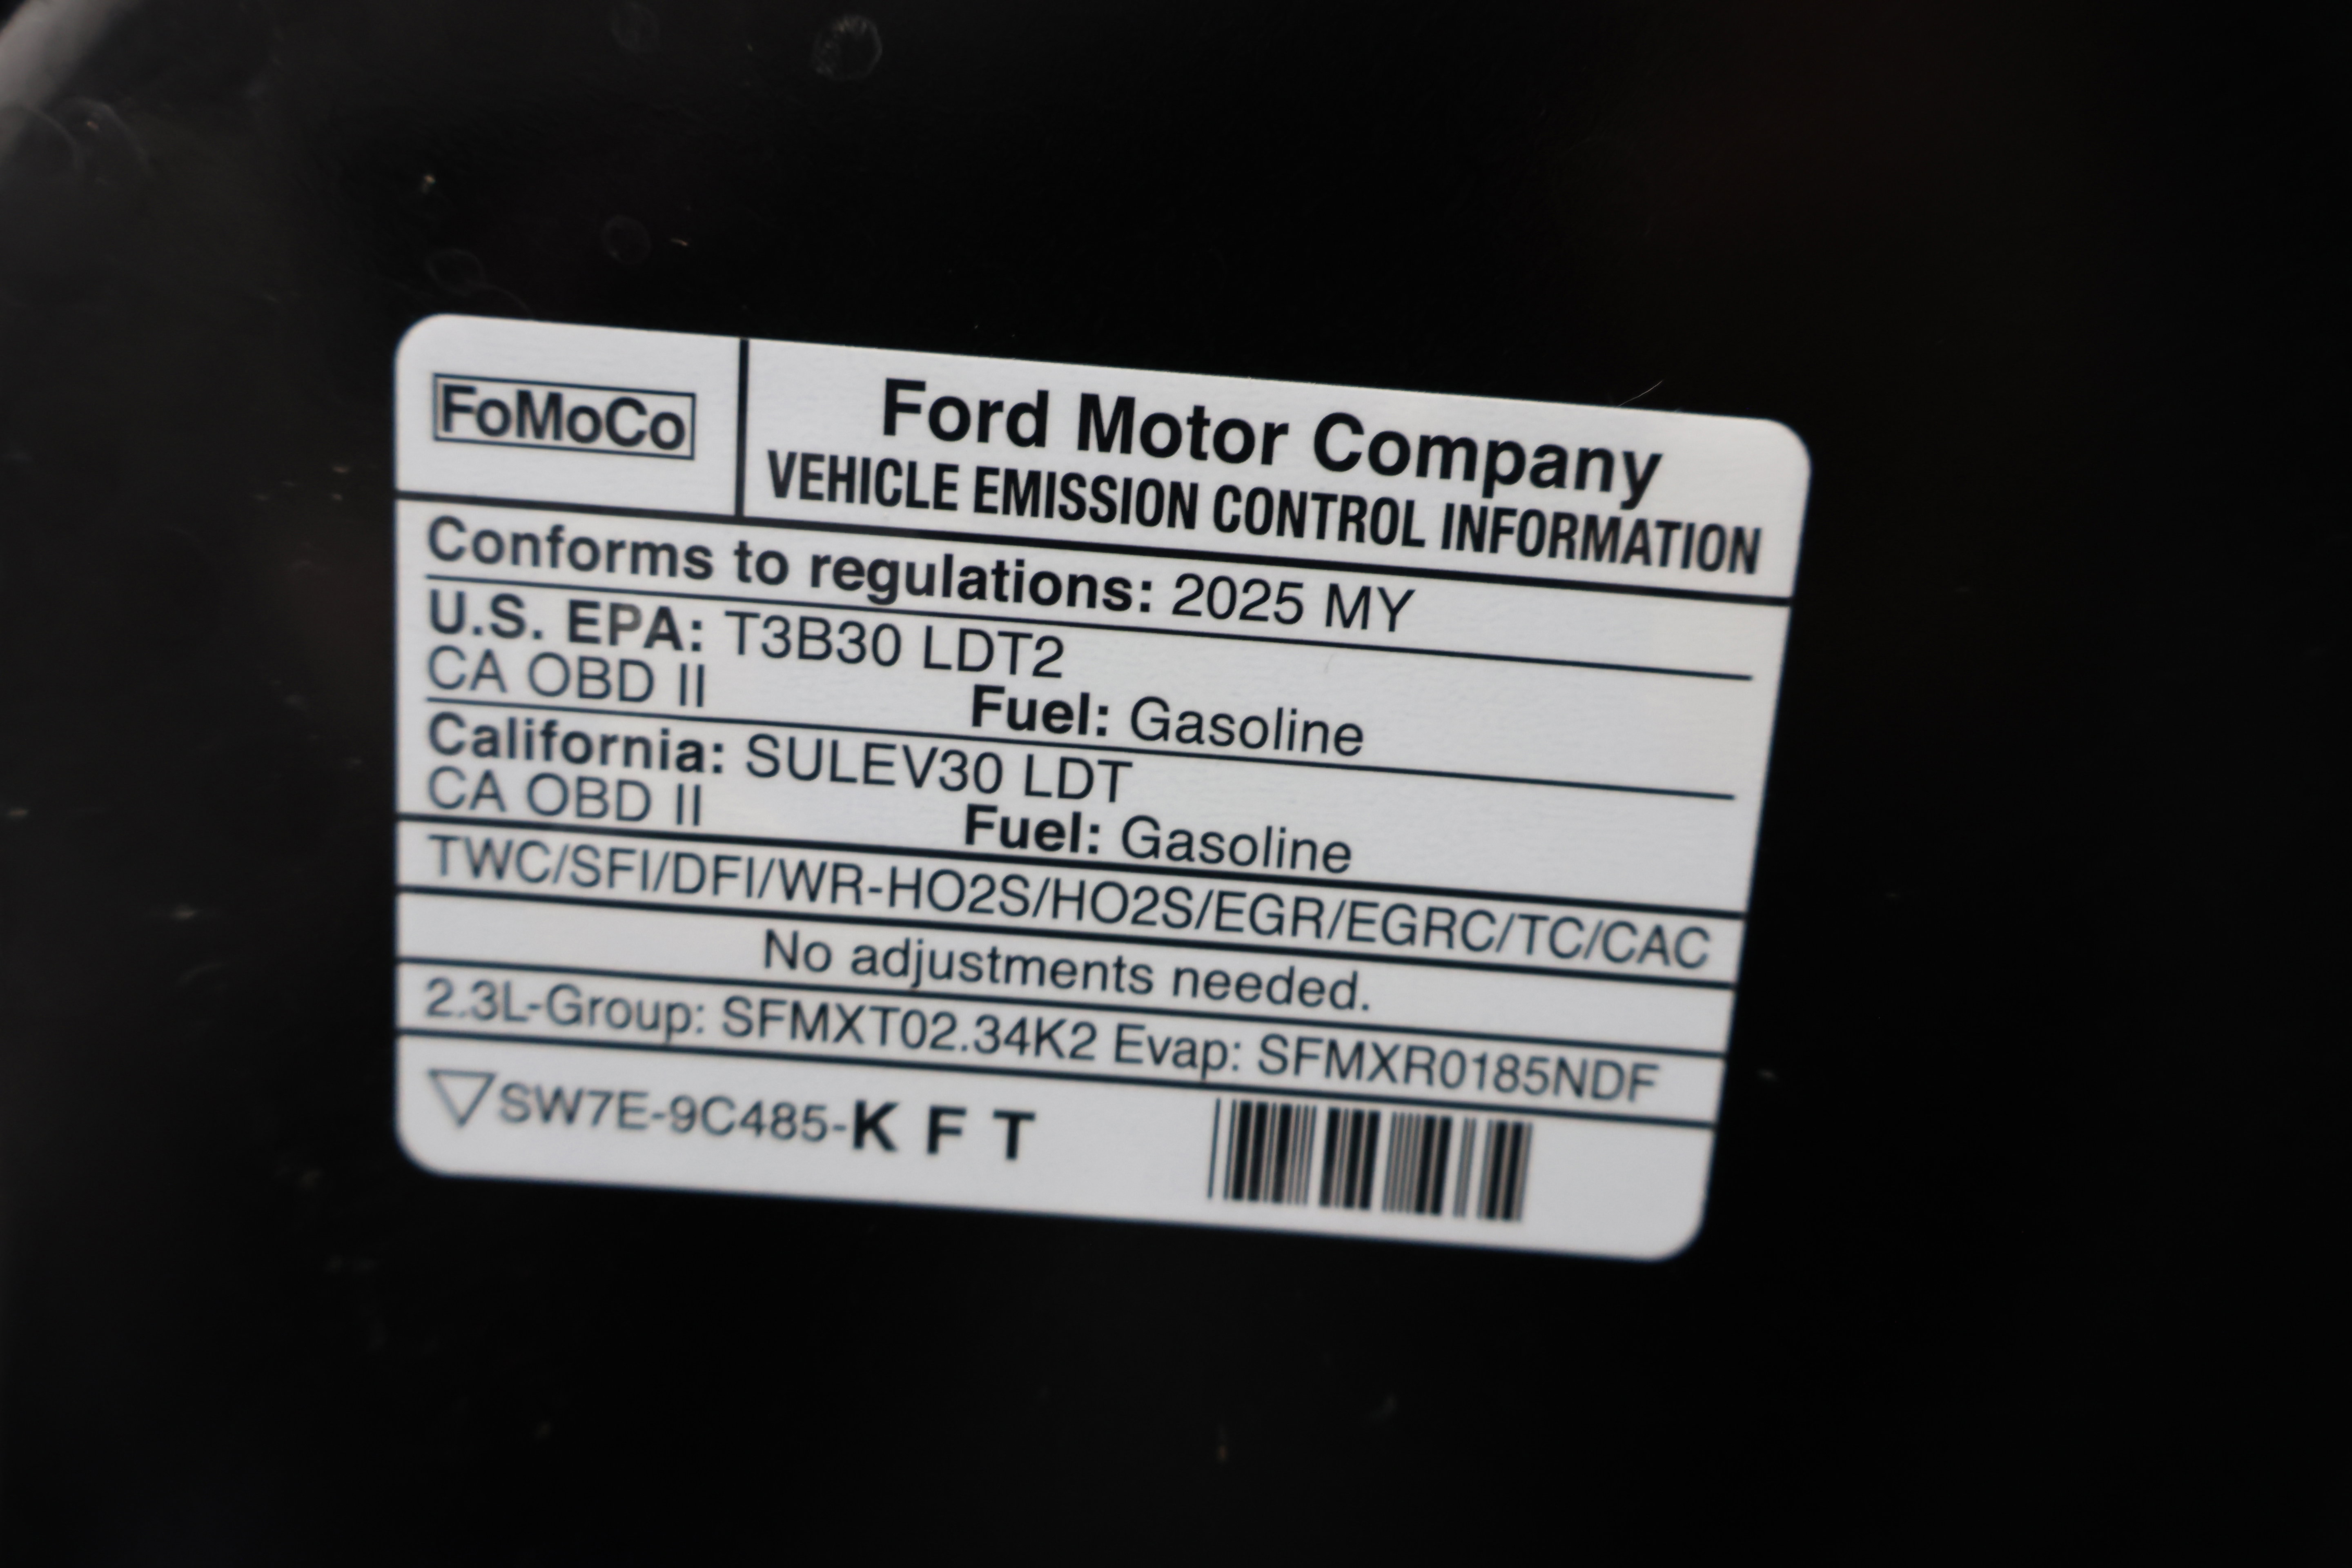 FoMoCo
Ford Motor Company
VEHICLE EMISSION CONTROL INFORMATION
Conforms to regulations: 2025 MY
U.S. EPA: T3B30 LDT2
CA OBD II Fuel: Gasoline
California: SULEV30 LDT
CA OBD II Fuel: Gasoline
TWC/SFI/DFI/WR-HO2S/HO2S/EGR/EGRC/TC/CAC
No adjustments needed.
2.3L-Group: SFMXT02.34K2 Evap: SFMXR0185NDF
▽SW7E-9C485-K F T